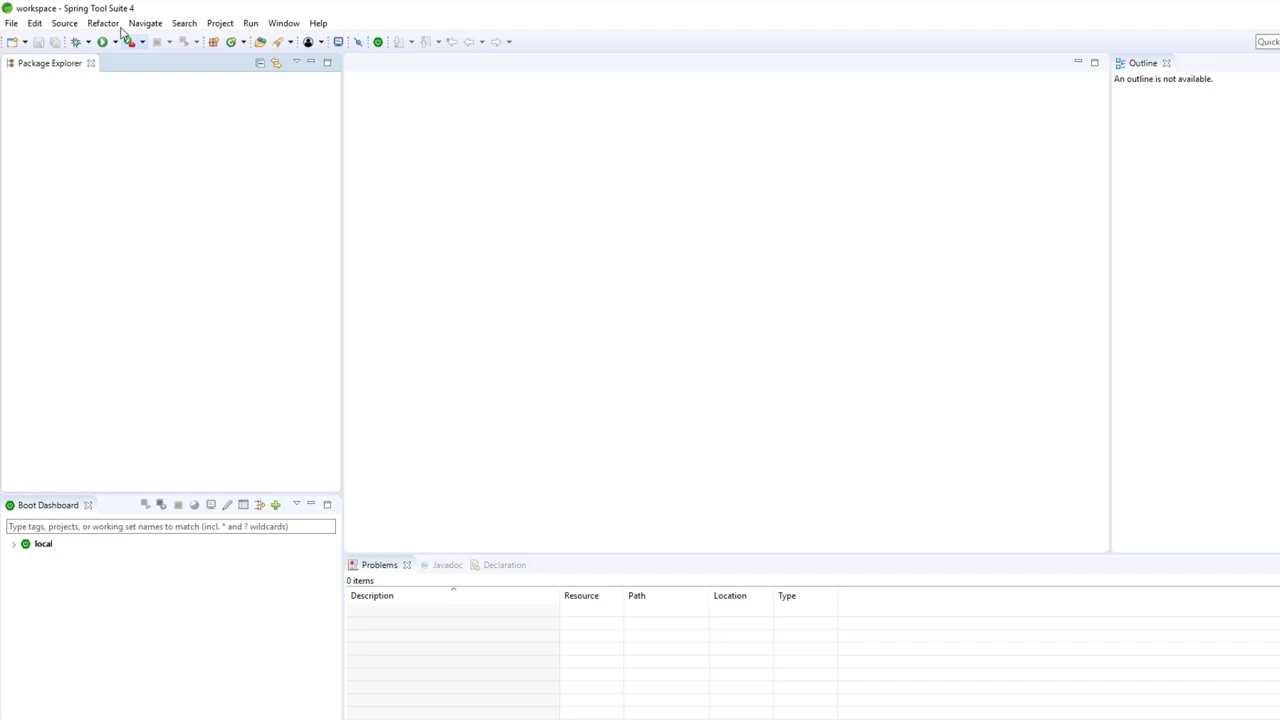 workspace - Spring Tool Suite 4
File Edit Source Refactor Navigate Search Project Run Window Help
Quick
Package Explorer
Outline
An outline is not available.
Boot Dashboard
Type tags, projects, or working set names to match (incl. * and ? wildcards)
local
Problems Javadoc Declaration
0 items
Description Resource Path Location Type